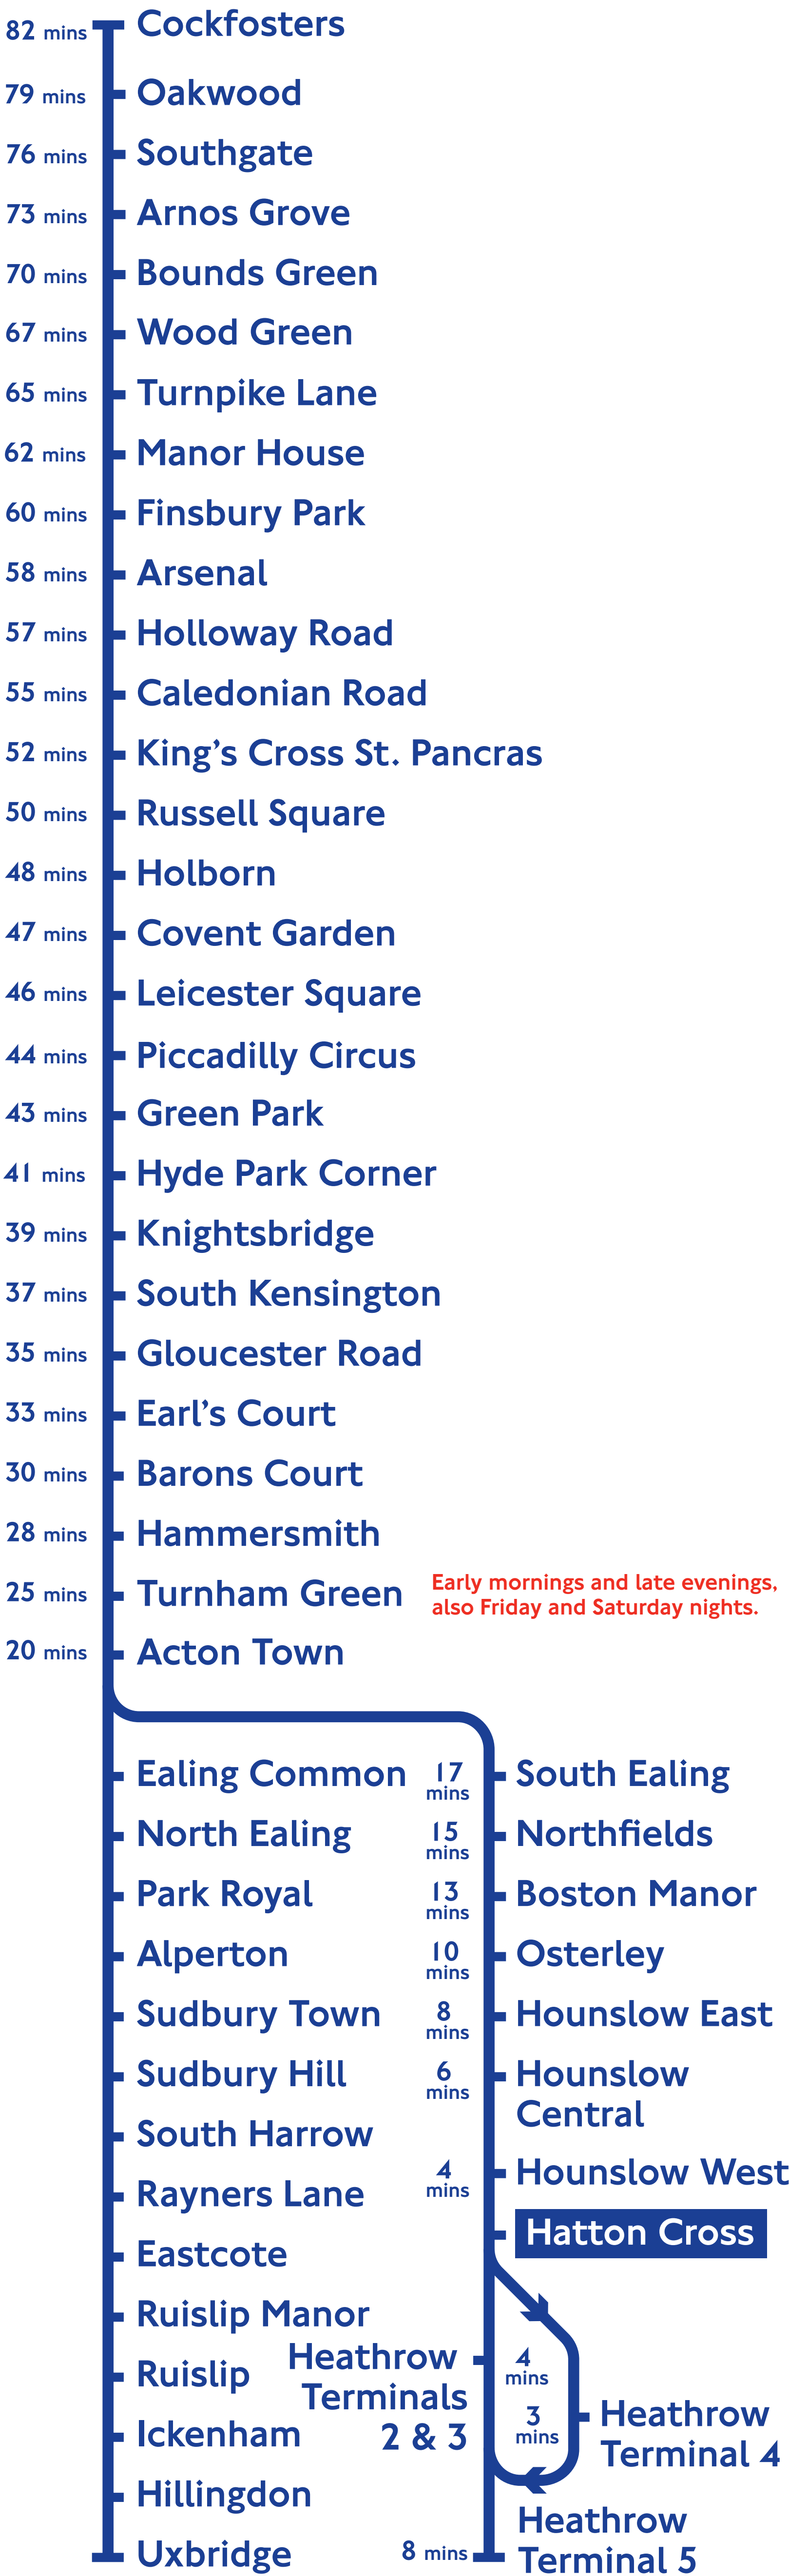 82 mins Cockfosters
79 mins Oakwood
76 mins Southgate
73 mins Arnos Grove
70 mins Bounds Green
67 mins Wood Green
65 mins Turnpike Lane
62 mins Manor House
60 mins Finsbury Park
58 mins Arsenal
57 mins Holloway Road
55 mins Caledonian Road
52 mins King’s Cross St. Pancras
50 mins Russell Square
48 mins Holborn
47 mins Covent Garden
46 mins Leicester Square
44 mins Piccadilly Circus
43 mins Green Park
41 mins Hyde Park Corner
39 mins Knightsbridge
37 mins South Kensington
35 mins Gloucester Road
33 mins Earl’s Court
30 mins Barons Court
28 mins Hammersmith
25 mins Turnham Green
Early mornings and late evenings,
also Friday and Saturday nights.
20 mins Acton Town
Ealing Common
North Ealing
Park Royal
Alperton
Sudbury Town
Sudbury Hill
South Harrow
Rayners Lane
Eastcote
Ruislip Manor
Ruislip
Ickenham
Hillingdon
Uxbridge
17 mins South Ealing
15 mins Northfields
13 mins Boston Manor
10 mins Osterley
8 mins Hounslow East
6 mins Hounslow
Central
4 mins Hounslow West
Hatton Cross
Heathrow
Terminals
2 & 3
4 mins
3 mins
Heathrow
Terminal 4
8 mins
Heathrow
Terminal 5